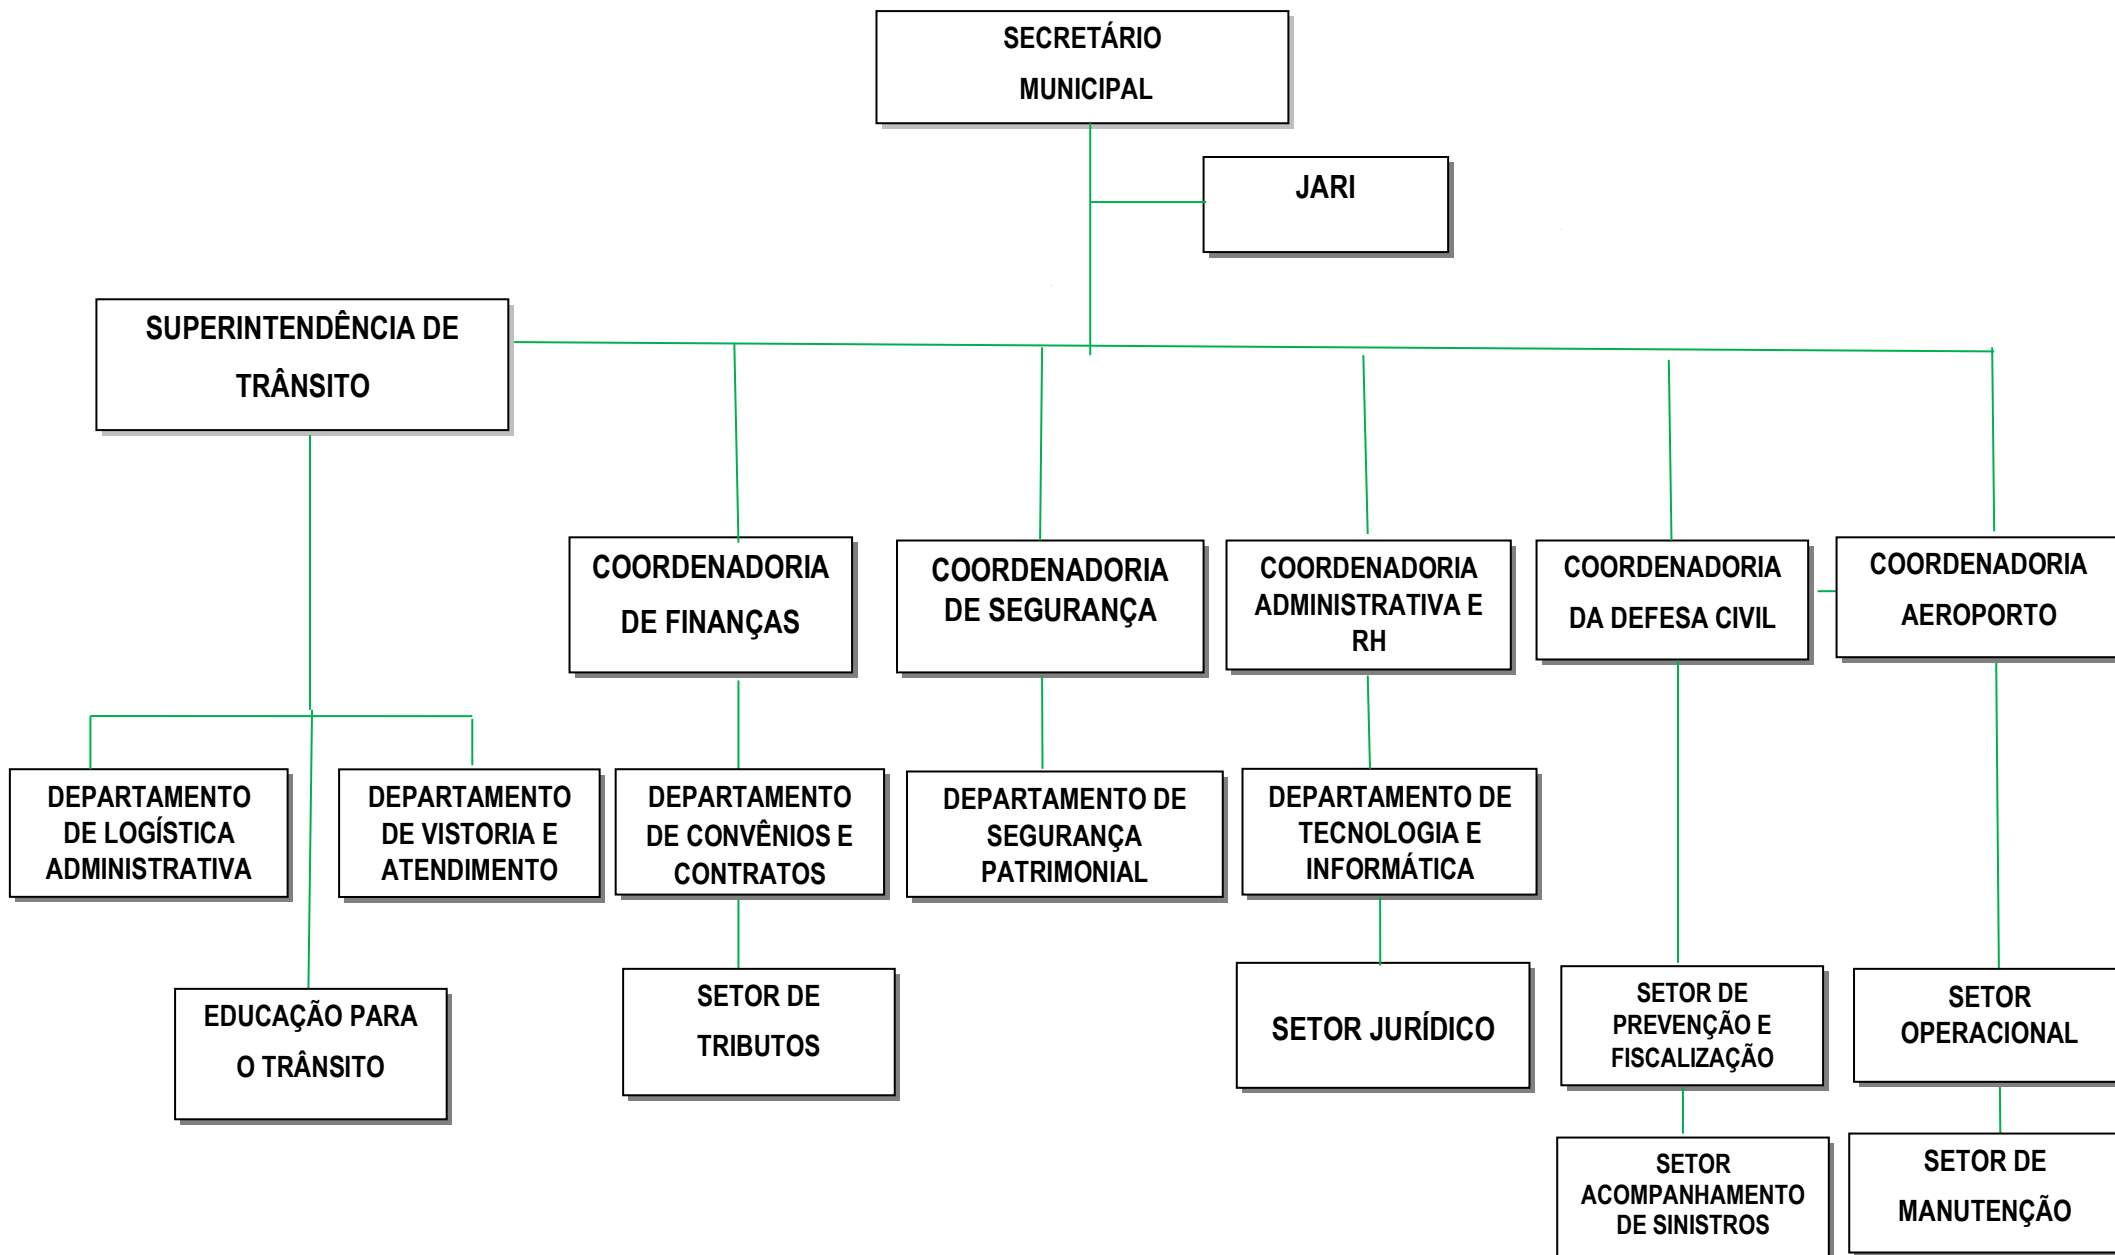 SECRETÁRIO
MUNICIPAL
JARI
SUPERINTENDÊNCIA DE
TRÂNSITO
COORDENADORIA
DE FINANÇAS
COORDENADORIA
DE SEGURANÇA
COORDENADORIA
ADMINISTRATIVA E
RH
COORDENADORIA
DA DEFESA CIVIL
COORDENADORIA
AEROPORTO
DEPARTAMENTO
DE LOGÍSTICA
ADMINISTRATIVA
DEPARTAMENTO
DE VISTORIA E
ATENDIMENTO
DEPARTAMENTO
DE CONVÊNIOS E
CONTRATOS
DEPARTAMENTO DE
SEGURANÇA
PATRIMONIAL
DEPARTAMENTO DE
TECNOLOGIA E
INFORMÁTICA
EDUCAÇÃO PARA
O TRÂNSITO
SETOR DE
TRIBUTOS
SETOR JURÍDICO
SETOR DE
PREVENÇÃO E
FISCALIZAÇÃO
SETOR
OPERACIONAL
SETOR
ACOMPANHAMENTO
DE SINISTROS
SETOR DE
MANUTENÇÃO